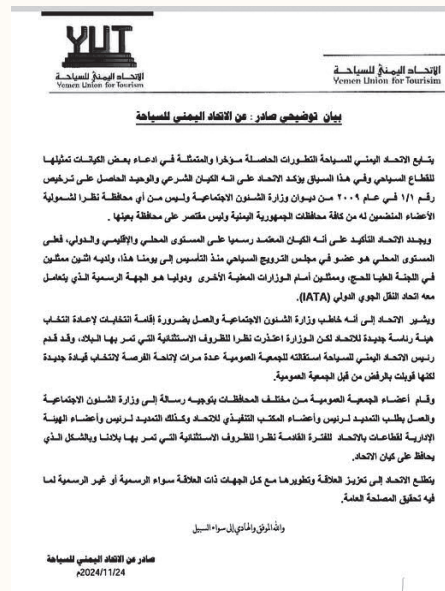 YUT
الإتحاد اليمني للسياحة
Yemen Union for Tourism
الإتحاد اليمني للسياحة
Yemen Union for Tourisim
بيان توضيحي صادر : عن الاتحاد اليمني للسياحة
يتابع الاتحاد اليمني للسياحة التطورات الحاصلة مؤخرا والمتمثلة في ادعاء بعض الكيانات تمثيلها
للقطاع السياحي وفي هذا السياق يؤكد الاتحاد على انه الكيان الشرعي والوحيد الحاصل على ترخيص
رقم ١/١ في عام ٢٠٠٩ من ديوان وزارة الشئون الاجتماعية وليس من أي محافظة نظرا لشمولية
الأعضاء المنضمين له من كافة محافظات الجمهورية اليمنية وليس مقتصر على محافظة بعينها .
ويجدد الاتحاد التأكيد على أنه الكيان المعتمد رسميا على المستوى المحلي والإقليمي والدولي، فعلى
المستوى المحلي هو عضو في مجلس الترويج السياحي منذ التأسيس إلى يومنا هذا، ولديه اثنين ممثلين
في اللجنة العليا للحج، وممثلين أمام الوزارات المعنية الأخرى ودوليا هو الجهة الرسمية الذي يتعامل
معه اتحاد النقل الجوي الدولي (IATA).
ويشير الاتحاد إلى أنه خاطب وزارة الشئون الاجتماعية والعمل بضرورة إقامة انتخابات لإعادة انتخاب
هيئة رئاسة جديدة للاتحاد لكن الوزارة اعتذرت نظرا للظروف الاستثنائية التي تمر بها البلاد، وقد قدم
رئيس الاتحاد اليمني للسياحة استقالته للجمعية العمومية عدة مرات لإتاحة الفرصة لانتخاب قيادة جديدة
لكنها قوبلت بالرفض من قبل الجمعية العمومية.
وقام أعضاء الجمعية العمومية من مختلف المحافظات بتوجيه رسالة إلى وزارة الشئون الاجتماعية
والعمل بطلب التمديد لرئيس وأعضاء المكتب التنفيذي للاتحاد وكذلك التمديد لرئيس وأعضاء الهيئة
الإدارية لقطاعات بالاتحاد للفترة القادمة نظرا للظروف الاستثنائية التي تمر بها بلادنا وبالشكل الذي
يحافظ على كيان الاتحاد.
يتطلع الاتحاد إلى تعزيز العلاقة وتطويرها مع كل الجهات ذات العلاقة سواء الرسمية أو غير الرسمية لما
فيه تحقيق المصلحة العامة.
والله الموفق والهادي إلى سواء السبيل
صادر عن الاتحاد اليمني للسياحة
2024/11/24م